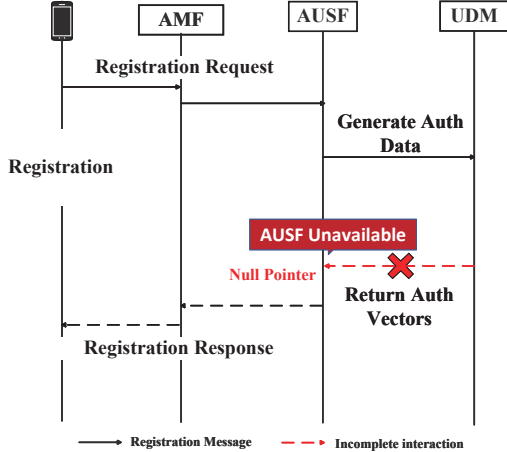 AMF
AUSF
UDM
Registration Request
Generate Auth
Data
Registration
AUSF Unavailable
Null Pointer
Return Auth
Vectors
Registration Response
Registration Message
Incomplete interaction